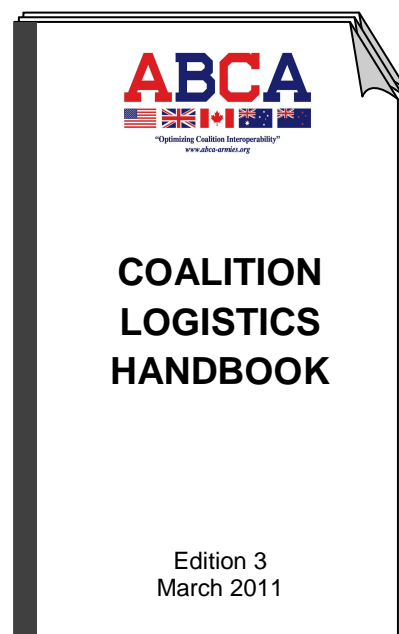 ABCA
"Optimizing Coalition Interoperability"
www.abca-armies.org
COALITION
LOGISTICS
HANDBOOK
Edition 3
March 2011